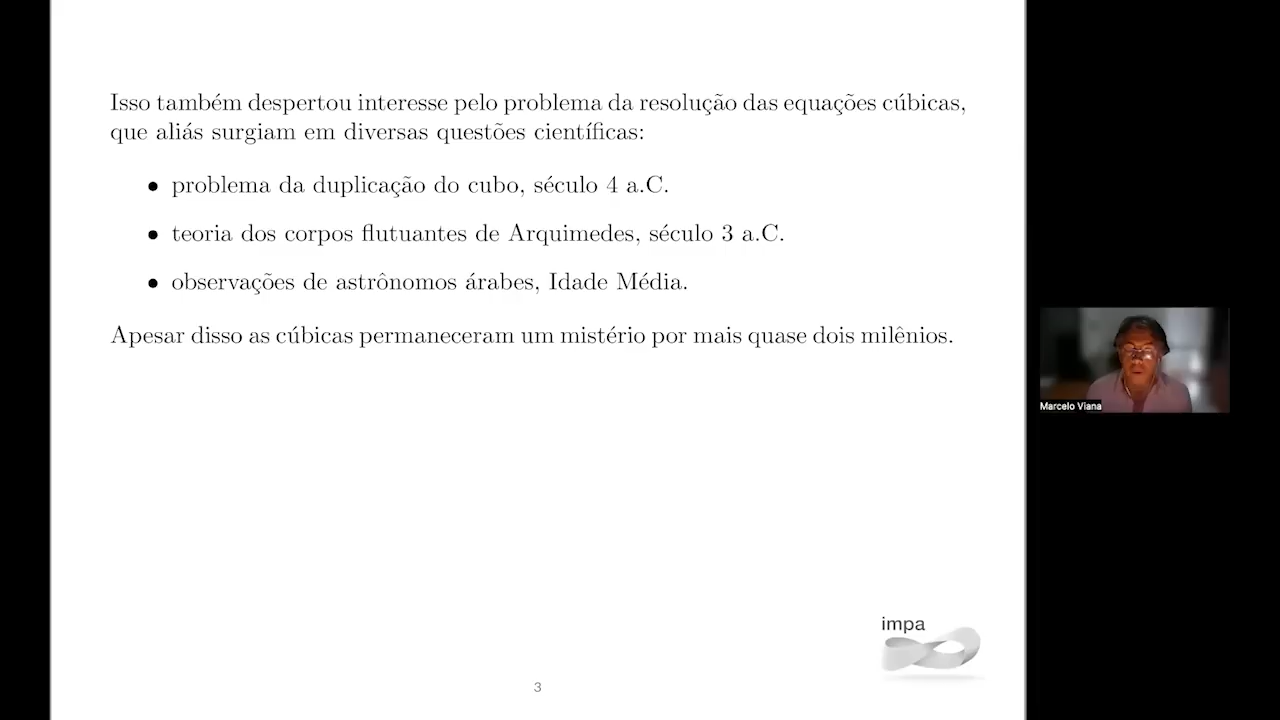 Isso também despertou interesse pelo problema da resolução das equações cúbicas,
que aliás surgiam em diversas questões científicas:
• problema da duplicação do cubo, século 4 a.C.
• teoria dos corpos flutuantes de Arquimedes, século 3 a.C.
• observações de astrônomos árabes, Idade Média.
Apesar disso as cúbicas permaneceram um mistério por mais quase dois milênios.
Marcelo Viana
impa
3